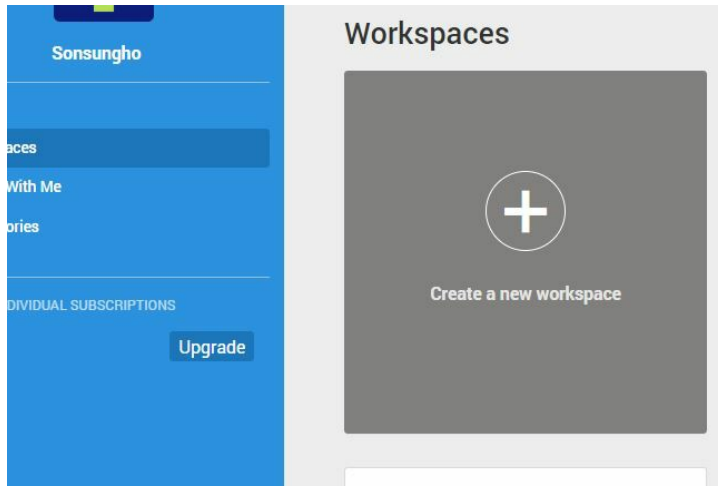 Sonsungho
aces
With Me
ories
DIVIDUAL SUBSCRIPTIONS
Upgrade
Workspaces
Create a new workspace